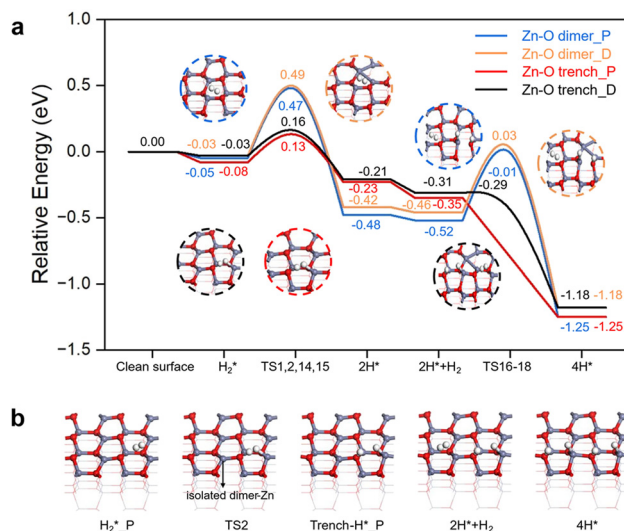 a
Relative Energy (eV)
1.0
0.5
0.0
−0.5
−1.0
−1.5
Zn-O dimer_P
Zn-O dimer_D
Zn-O trench_P
Zn-O trench_D
0.00
-0.03
-0.03
-0.05
-0.08
0.49
0.47
0.16
0.13
-0.21
-0.23
-0.42
-0.48
-0.31
-0.46
-0.35
-0.52
0.03
-0.01
-0.29
-1.18
-1.18
-1.25
-1.25
Clean surface
H2*
TS1,2,14,15
2H*
2H*+H2
TS16-18
4H*
b
isolated dimer-Zn
H2*_P
TS2
Trench-H*_P
2H*+H2
4H*